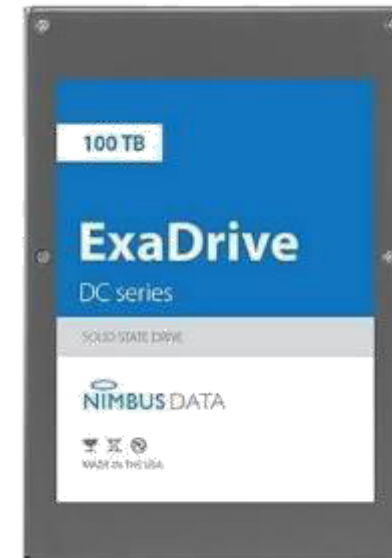 100 TB
ExaDrive
DC series
SOLID STATE DRIVE
NIMBUS DATA
MADE IN THE USA